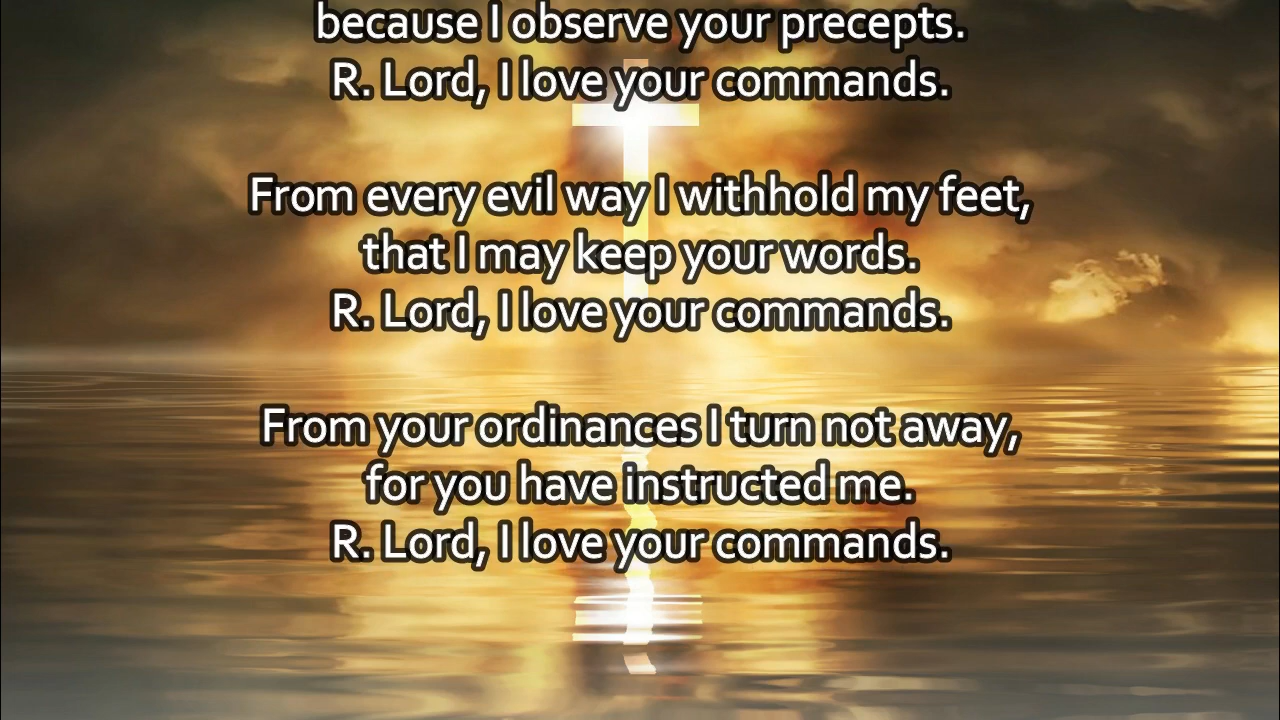 because I observe your precepts.
R. Lord, I love your commands.
From every evil way I withhold my feet,
that I may keep your words.
R. Lord, I love your commands.
From your ordinances I turn not away,
for you have instructed me.
R. Lord, I love your commands.